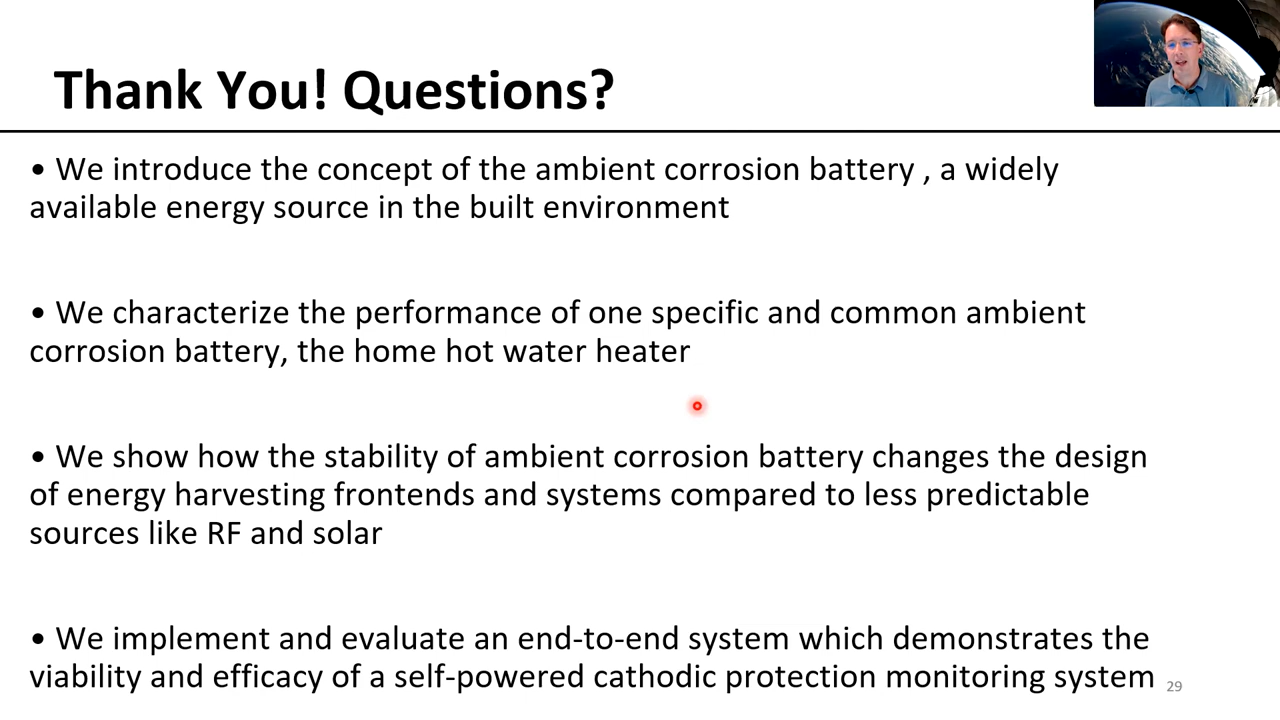 Thank You! Questions?
• We introduce the concept of the ambient corrosion battery , a widely
available energy source in the built environment
• We characterize the performance of one specific and common ambient
corrosion battery, the home hot water heater
• We show how the stability of ambient corrosion battery changes the design
of energy harvesting frontends and systems compared to less predictable
sources like RF and solar
• We implement and evaluate an end-to-end system which demonstrates the
viability and efficacy of a self-powered cathodic protection monitoring system
29